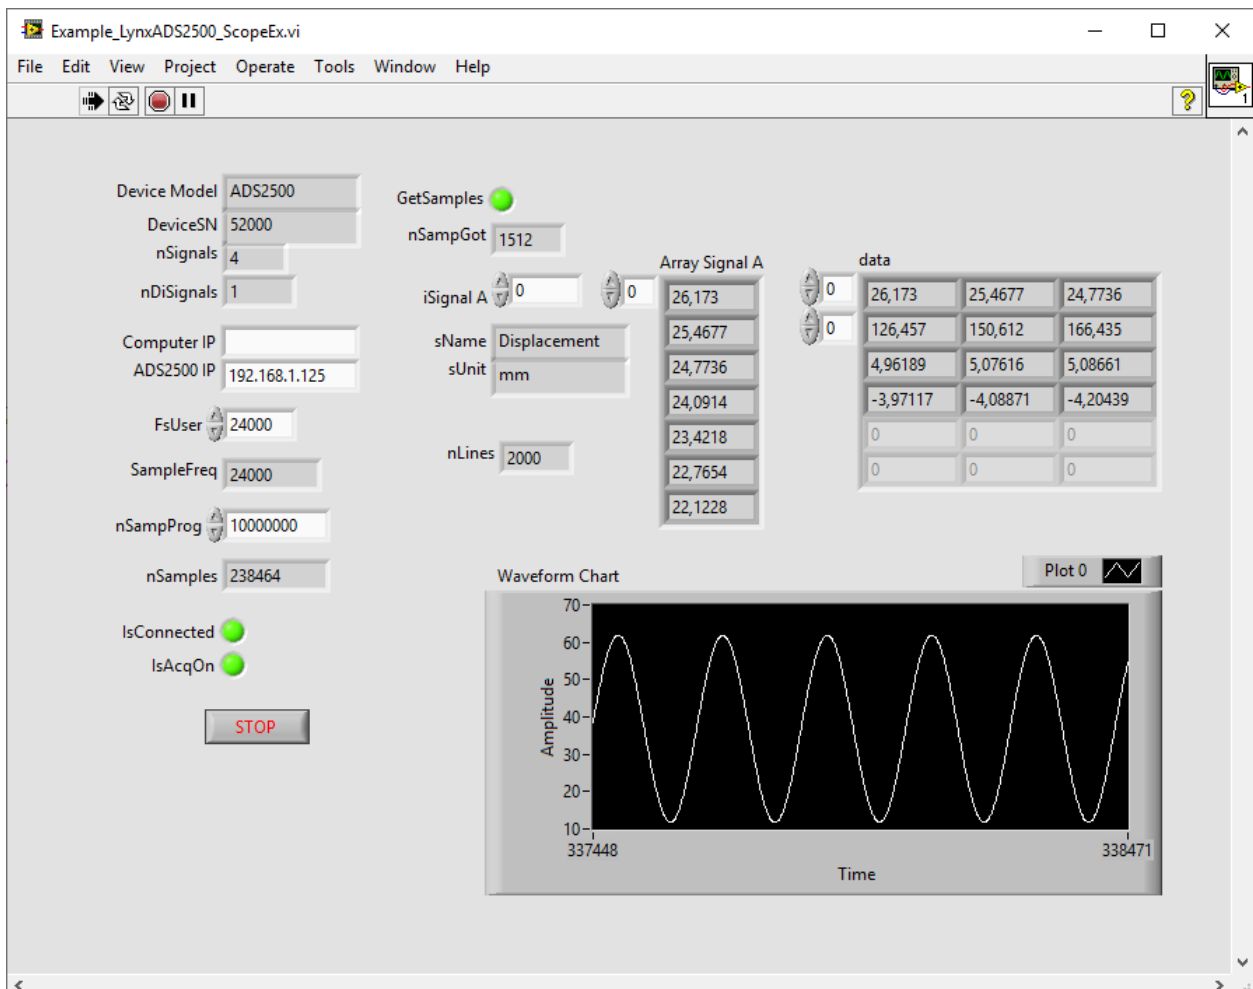 Example_LynxADS2500_ScopeEx.vi
File Edit View Project Operate Tools Window Help
1
Device Model ADS2500
DeviceSN 52000
nSignals 4
nDiSignals 1
Computer IP
ADS2500 IP 192.168.1.125
FsUser 24000
SampleFreq 24000
nSampProg 10000000
nSamples 238464
IsConnected
IsAcqOn
STOP
GetSamples
nSampGot 1512
iSignal A 0
sName Displacement
sUnit mm
nLines 2000
Array Signal A
0 26,173
25,4677
24,7736
24,0914
23,4218
22,7654
22,1228
data
0 26,173 25,4677 24,7736
0 126,457 150,612 166,435
4,96189 5,07616 5,08661
-3,97117 -4,08871 -4,20439
0 0 0
0 0 0
Waveform Chart
Plot 0
Amplitude
70
60
50
40
30
20
10
337448 338471
Time